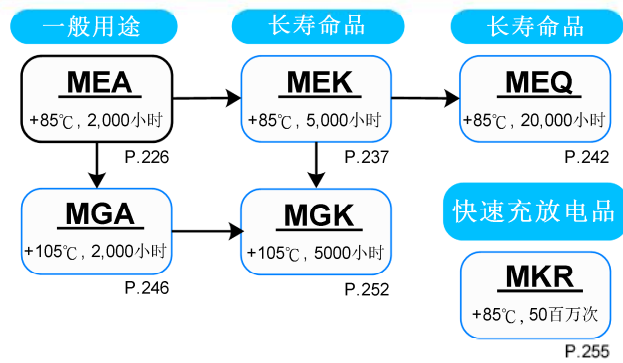 一般用途
长寿命品
长寿命品
MEA
+85℃, 2,000小时
P.226
MEK
+85℃, 5,000小时
P.237
MEQ
+85℃, 20,000小时
P.242
MGA
+105℃, 2,000小时
P.246
MGK
+105℃, 5000小时
P.252
快速充放电品
MKR
+85℃, 50百万次
P.255